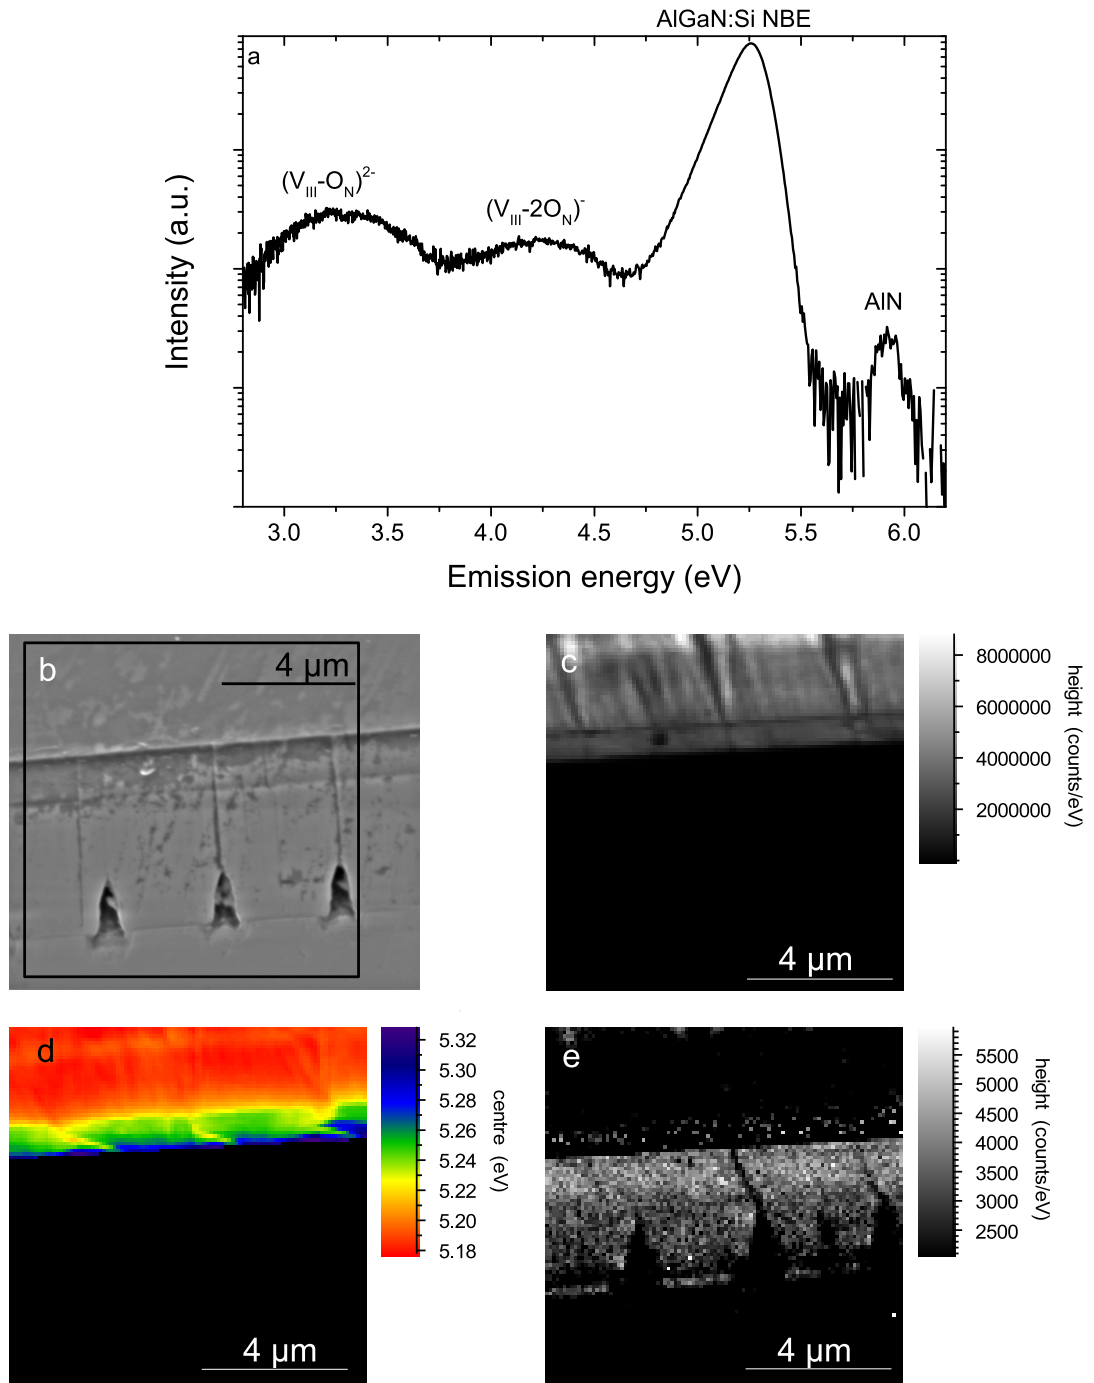 AlGaN:Si NBE
a
(V_III-O_N)^2-
(V_III-2O_N)^-
AlN
Intensity (a.u.)
3.0 3.5 4.0 4.5 5.0 5.5 6.0
Emission energy (eV)
b
4 µm
c
4 µm
8000000
6000000
4000000
2000000
height (counts/eV)
d
4 µm
5.32
5.30
5.28
5.26
5.24
5.22
5.20
5.18
centre (eV)
e
4 µm
5500
5000
4500
4000
3500
3000
2500
height (counts/eV)